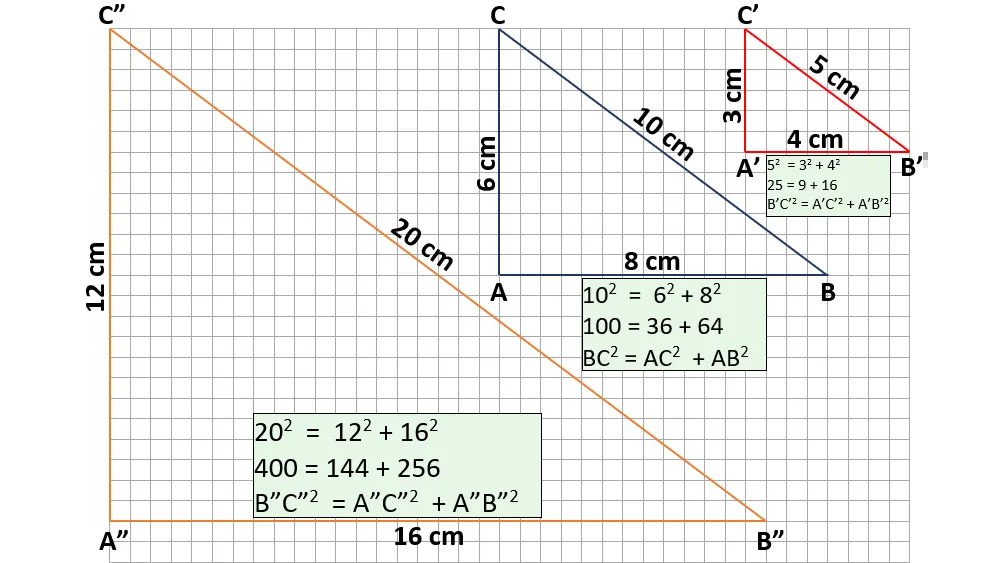 C” C C’
5 cm
3 cm
10 cm
4 cm
6 cm
A’ B’
5² = 3² + 4²
25 = 9 + 16
B’C’² = A’C’² + A’B’²
20 cm
12 cm
8 cm
A B
10² = 6² + 8²
100 = 36 + 64
BC² = AC² + AB²
20² = 12² + 16²
400 = 144 + 256
B”C”² = A”C”² + A”B”²
16 cm
A” B”